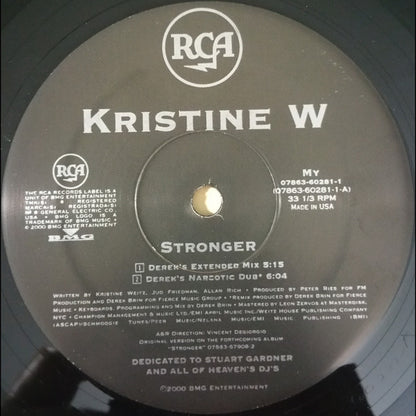 RCA
KRISTINE W
RCA
THE RCA RECORDS LABEL IS A
UNIT OF BMG ENTERTAINMENT
TMK(S) ® REGISTERED
MARCA(S) REGISTRADA(S)
® GENERAL ELECTRIC CO.
USA ® BMG LOGO IS A
TRADEMARK OF BMG MUSIC •
© 2000 BMG ENTERTAINMENT
BMG
MY
07863-60281-1
(07863-60281-1-A)
33 1/3 RPM
MADE IN USA
STRONGER
1 DEREK'S EXTENDED MIX 5:15
2 DEREK'S NARCOTIC DUB* 6:04
WRITTEN BY KRISTINE WEITZ, JUD FRIEDMAN, ALLAN RICH • PRODUCED BY PETER RIES FOR FM
PRODUCTION AND DEREK BRIN FOR FIERCE MUSIC GROUP • *REMIX PRODUCED BY DEREK BRIN FOR FIERCE
MUSIC • KEYBOARDS, PROGRAMMING AND MIX BY DEREK BRIN • MASTERED BY LEON ZERVOS AT MASTERDISK,
NYC • CHAMPION MANAGEMENT & MUSIC LTD./EMI APRIL MUSIC INC./WEITZ HOUSE PUBLISHING COMPANY
(ASCAP)/SCHMOOGIE TUNES/PEER MUSIC/NELANA MUSIC/EMI MUSIC PUBLISHING (BMI)
A&R DIRECTION: VINCENT DEGIORGIO
ORIGINAL VERSION ON THE FORTHCOMING ALBUM
"STRONGER" 07863-67908-2
DEDICATED TO STUART GARDNER
AND ALL OF HEAVEN'S DJ'S
©2000 BMG ENTERTAINMENT